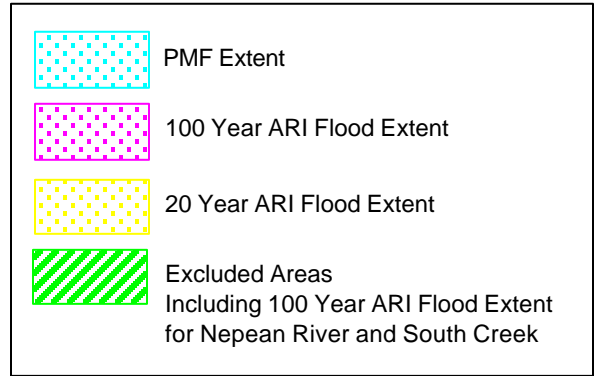 PMF Extent
100 Year ARI Flood Extent
20 Year ARI Flood Extent
Excluded Areas
Including 100 Year ARI Flood Extent
for Nepean River and South Creek